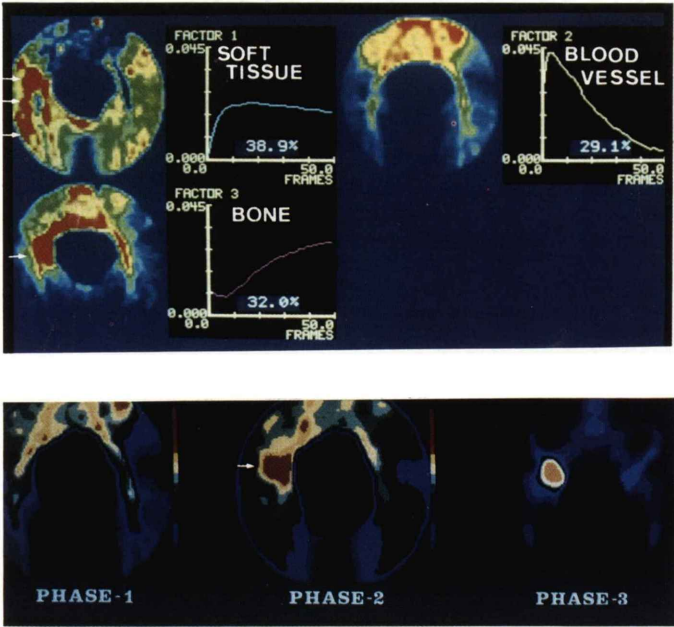 FACTOR 1
0.045
SOFT
TISSUE
38.9%
0.000
0.0
50.0
FRAMES
FACTOR 2
0.045
BLOOD
VESSEL
29.1%
0.000
0.0
50.0
FRAMES
FACTOR 3
0.045
BONE
32.0%
0.000
0.0
50.0
FRAMES
PHASE-1
PHASE-2
PHASE-3